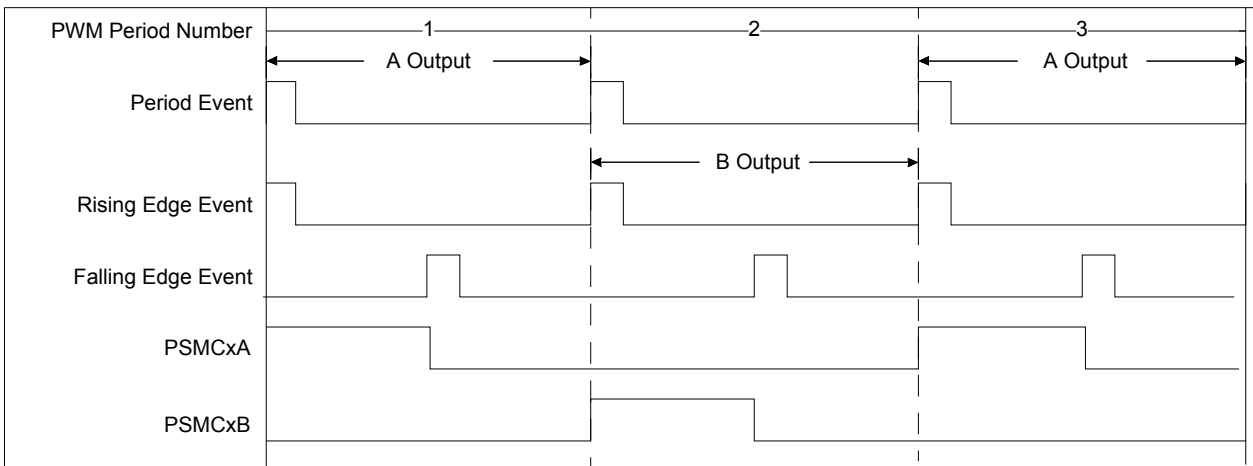 PWM Period Number
1
2
3
A Output
A Output
Period Event
B Output
Rising Edge Event
Falling Edge Event
PSMCxA
PSMCxB